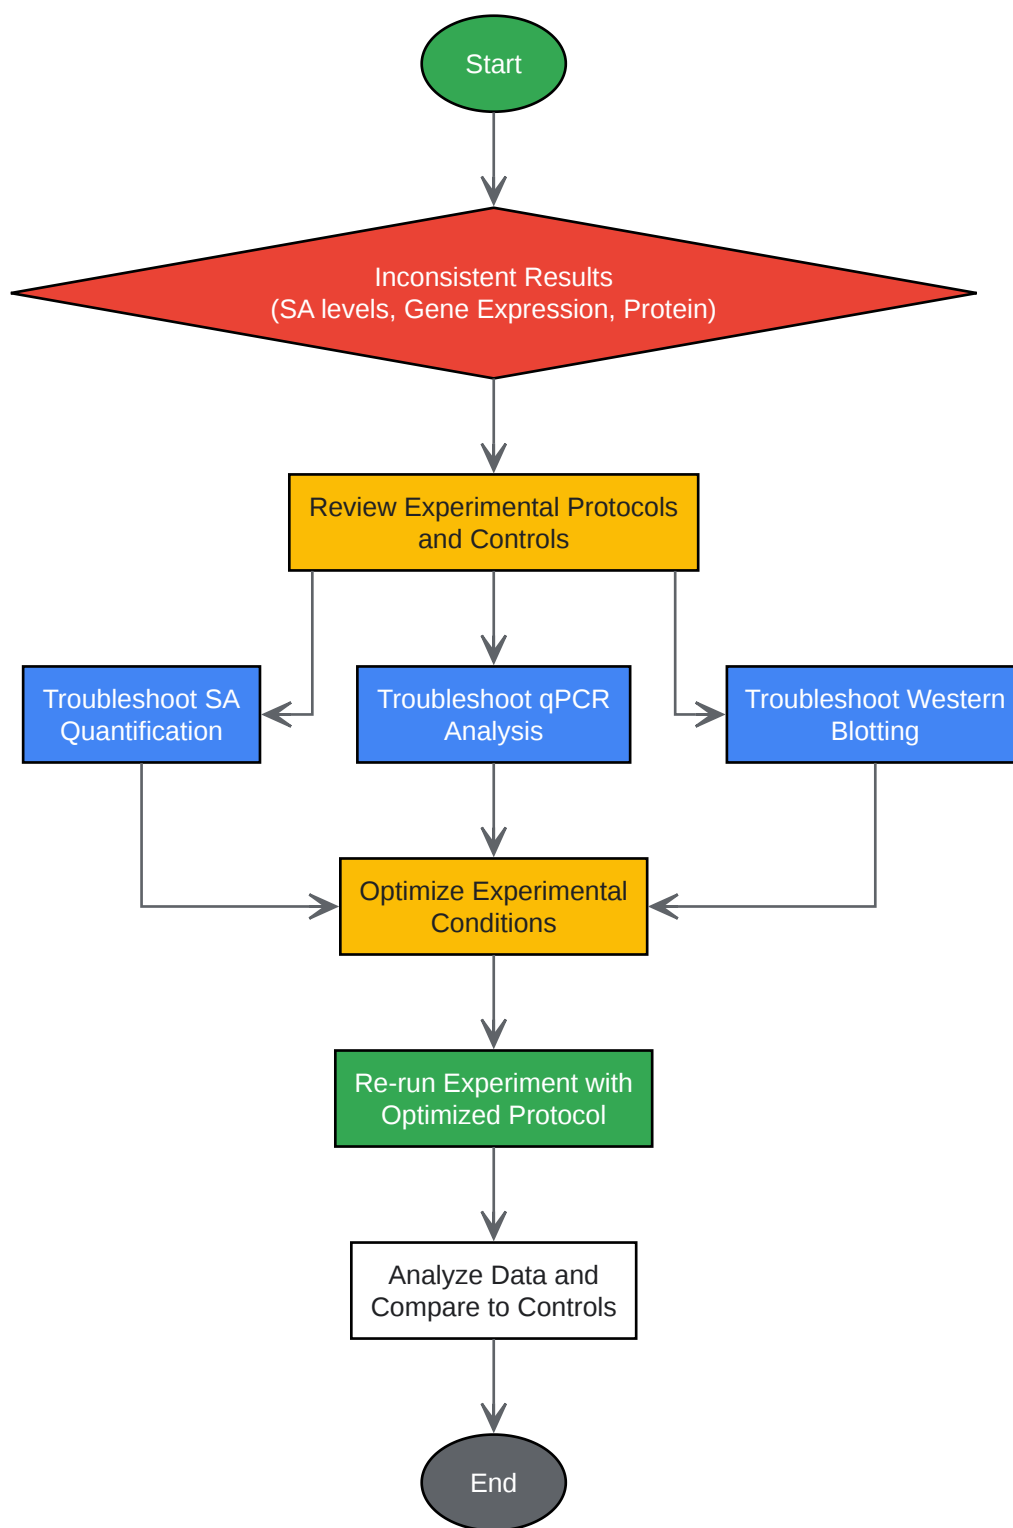 Start
Inconsistent Results
(SA levels, Gene Expression, Protein)
Review Experimental Protocols
and Controls
Troubleshoot SA
Quantification
Troubleshoot qPCR
Analysis
Troubleshoot Western
Blotting
Optimize Experimental
Conditions
Re-run Experiment with
Optimized Protocol
Analyze Data and
Compare to Controls
End